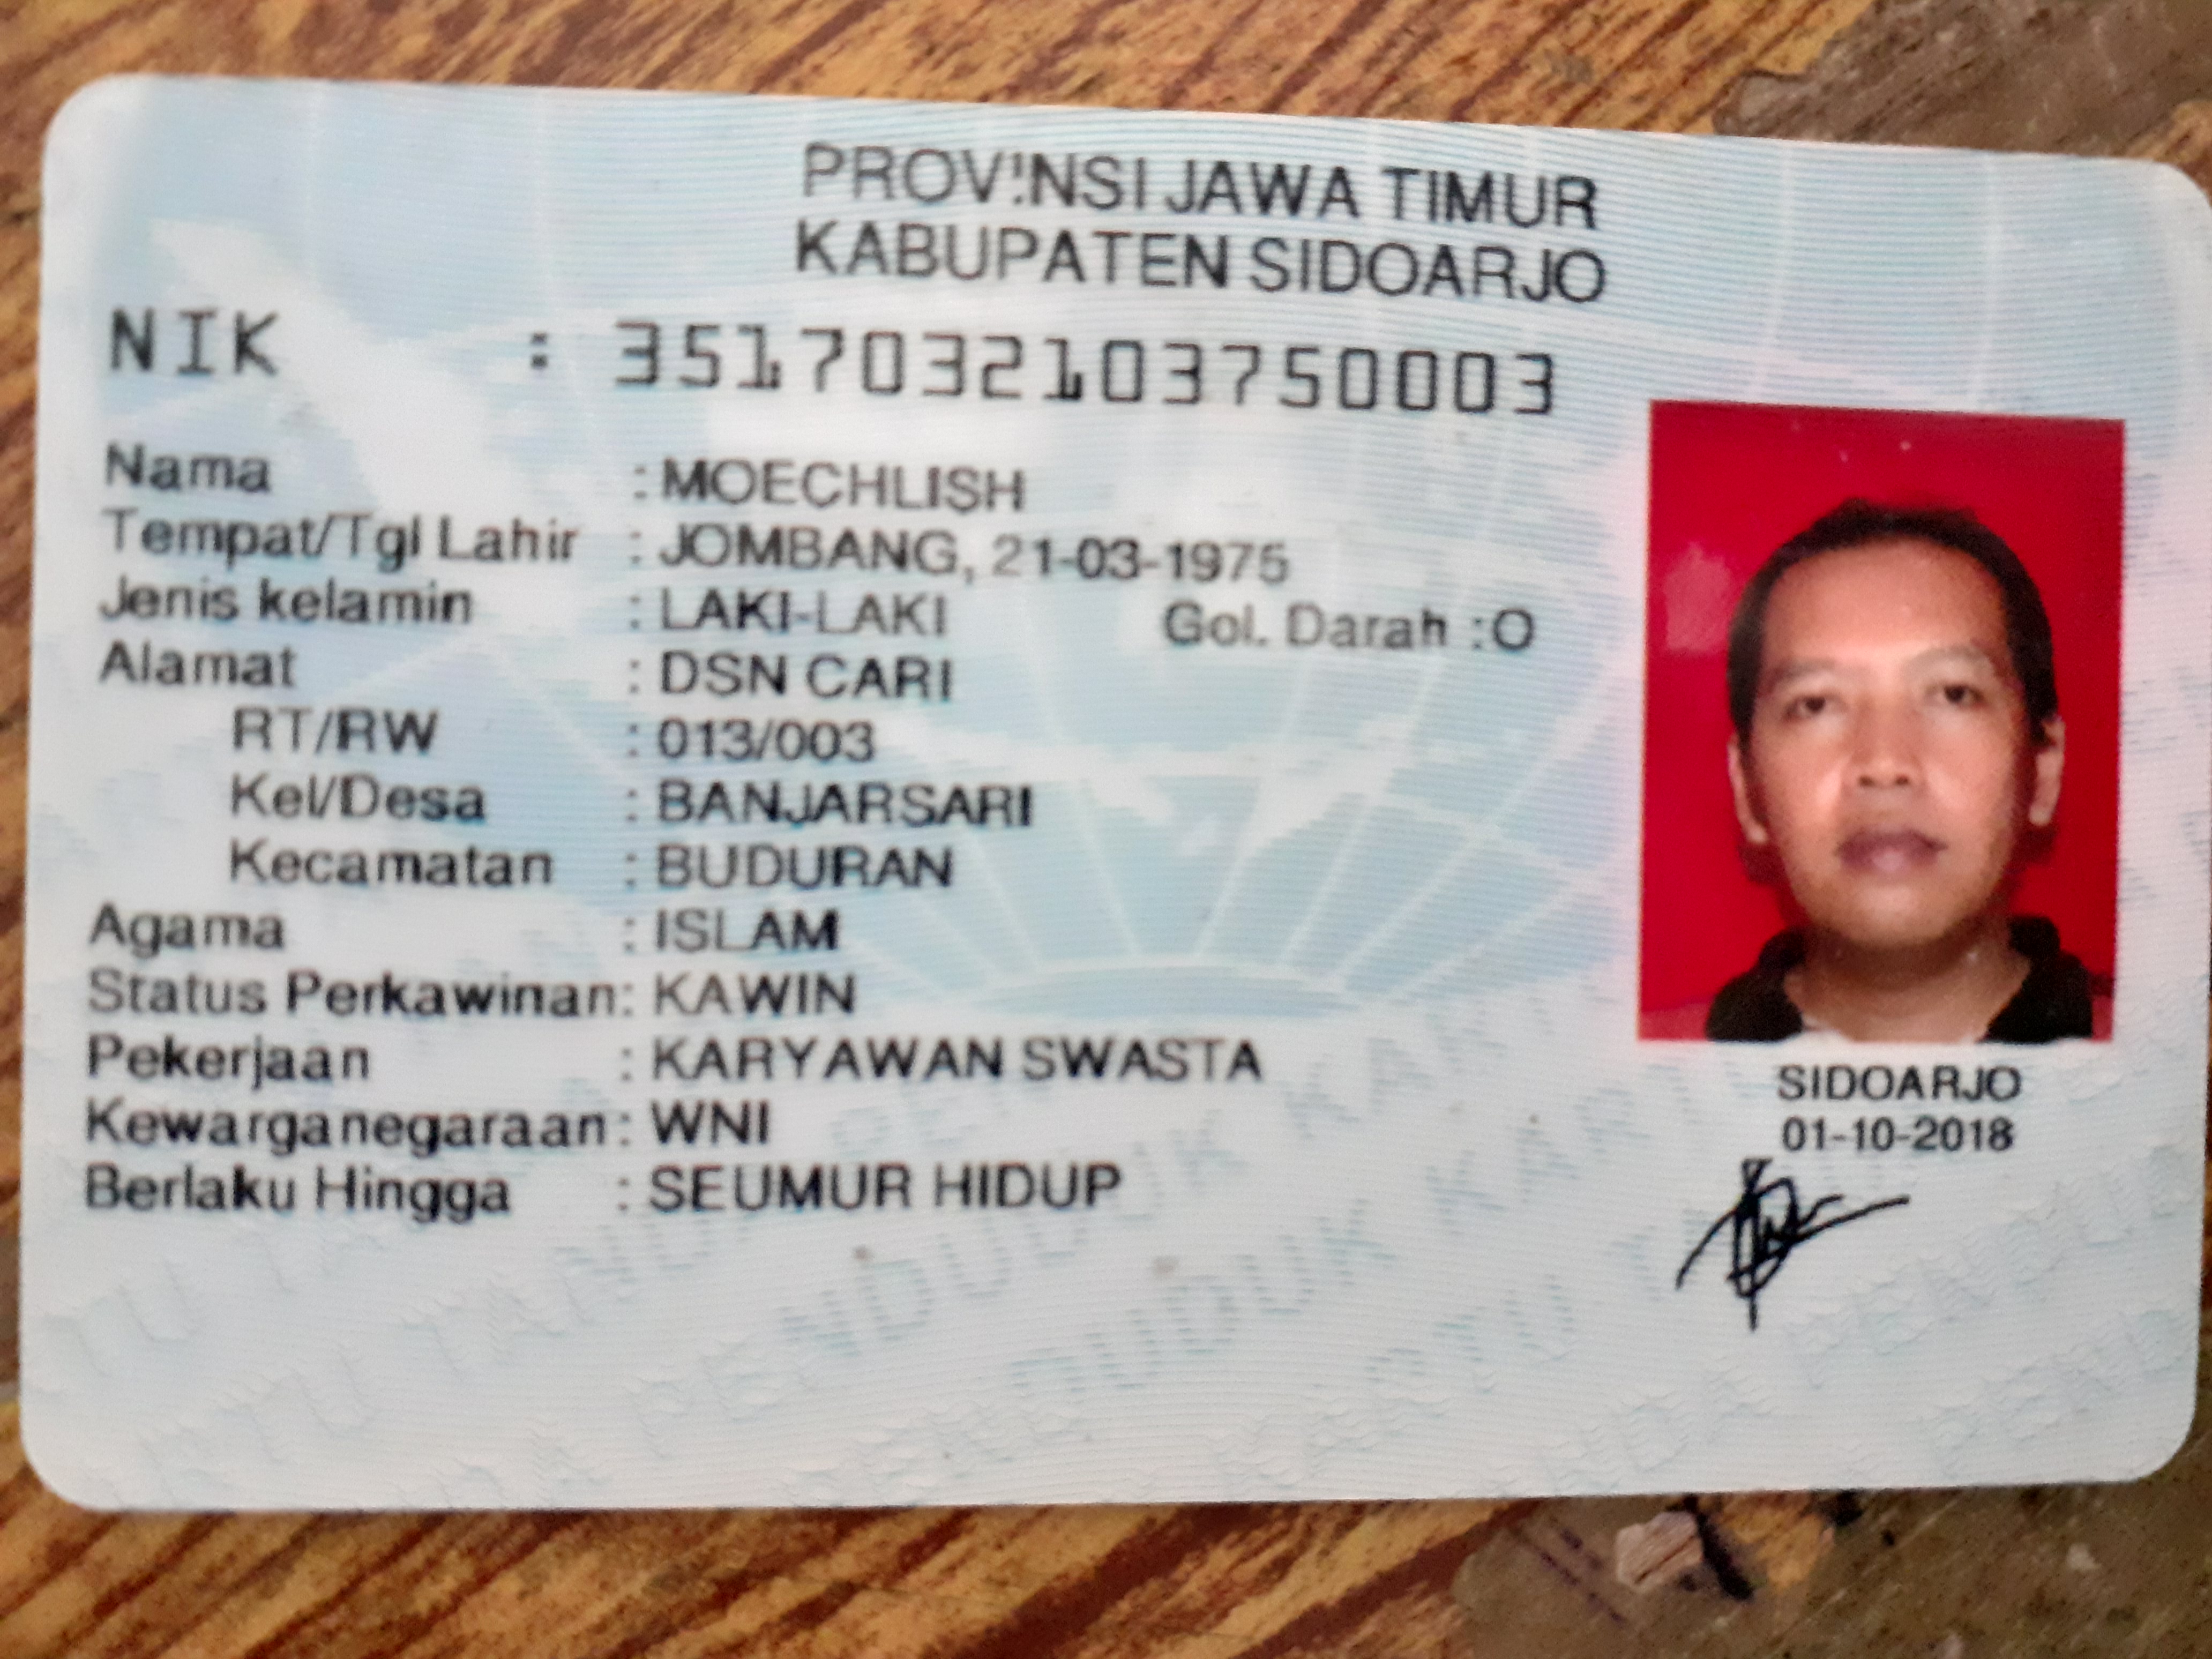 PROVINSI JAWA TIMUR
KABUPATEN SIDOARJO
NIK : 3517032103750003
Nama : MOECHLISH
Tempat/Tgl Lahir : JOMBANG, 21-03-1975
Jenis kelamin : LAKI-LAKI Gol. Darah : O
Alamat : DSN CARI
RT/RW : 013/003
Kel/Desa : BANJARSARI
Kecamatan : BUDURAN
Agama : ISLAM
Status Perkawinan: KAWIN
Pekerjaan : KARYAWAN SWASTA
Kewarganegaraan: WNI
Berlaku Hingga : SEUMUR HIDUP
SIDOARJO
01-10-2018